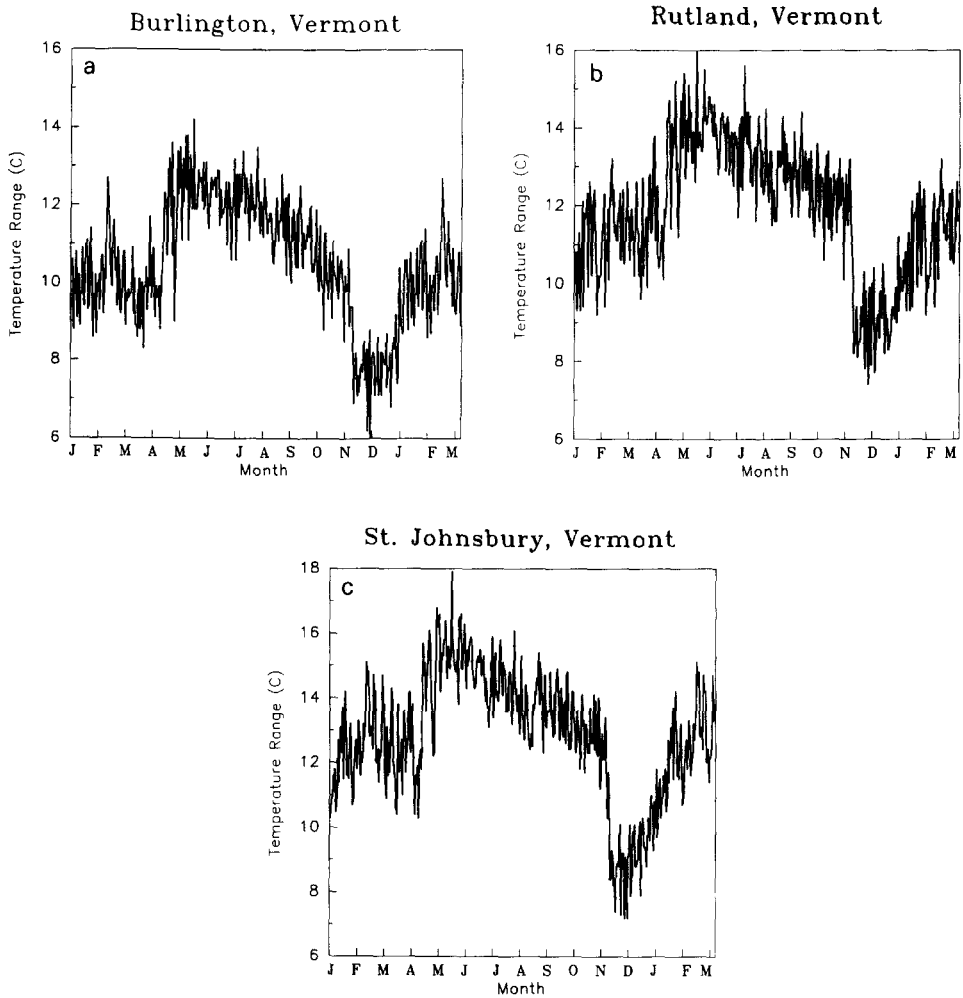 Burlington, Vermont
a
Temperature Range (C)
16
14
12
10
8
6
J F M A M J J A S O N D J F M
Month
Rutland, Vermont
b
Temperature Range (C)
16
14
12
10
8
6
J F M A M J J A S O N D J F M
Month
St. Johnsbury, Vermont
c
Temperature Range (C)
18
16
14
12
10
8
6
J F M A M J J A S O N D J F M
Month